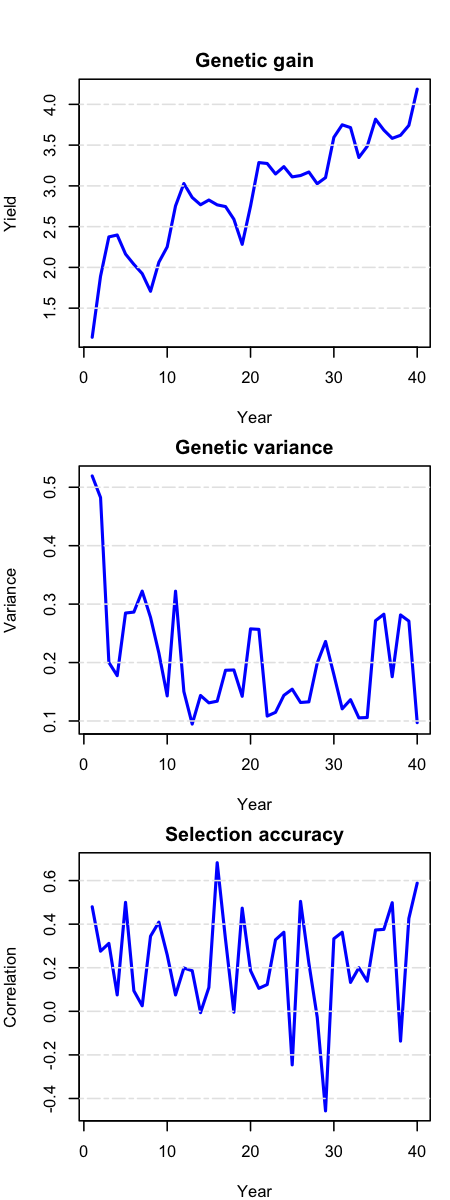 Genetic gain
Yield
4.0
3.5
3.0
2.5
2.0
1.5
0 10 20 30 40
Year
Genetic variance
Variance
0.5
0.4
0.3
0.2
0.1
0 10 20 30 40
Year
Selection accuracy
Correlation
0.6
0.4
0.2
0.0
-0.2
-0.4
0 10 20 30 40
Year